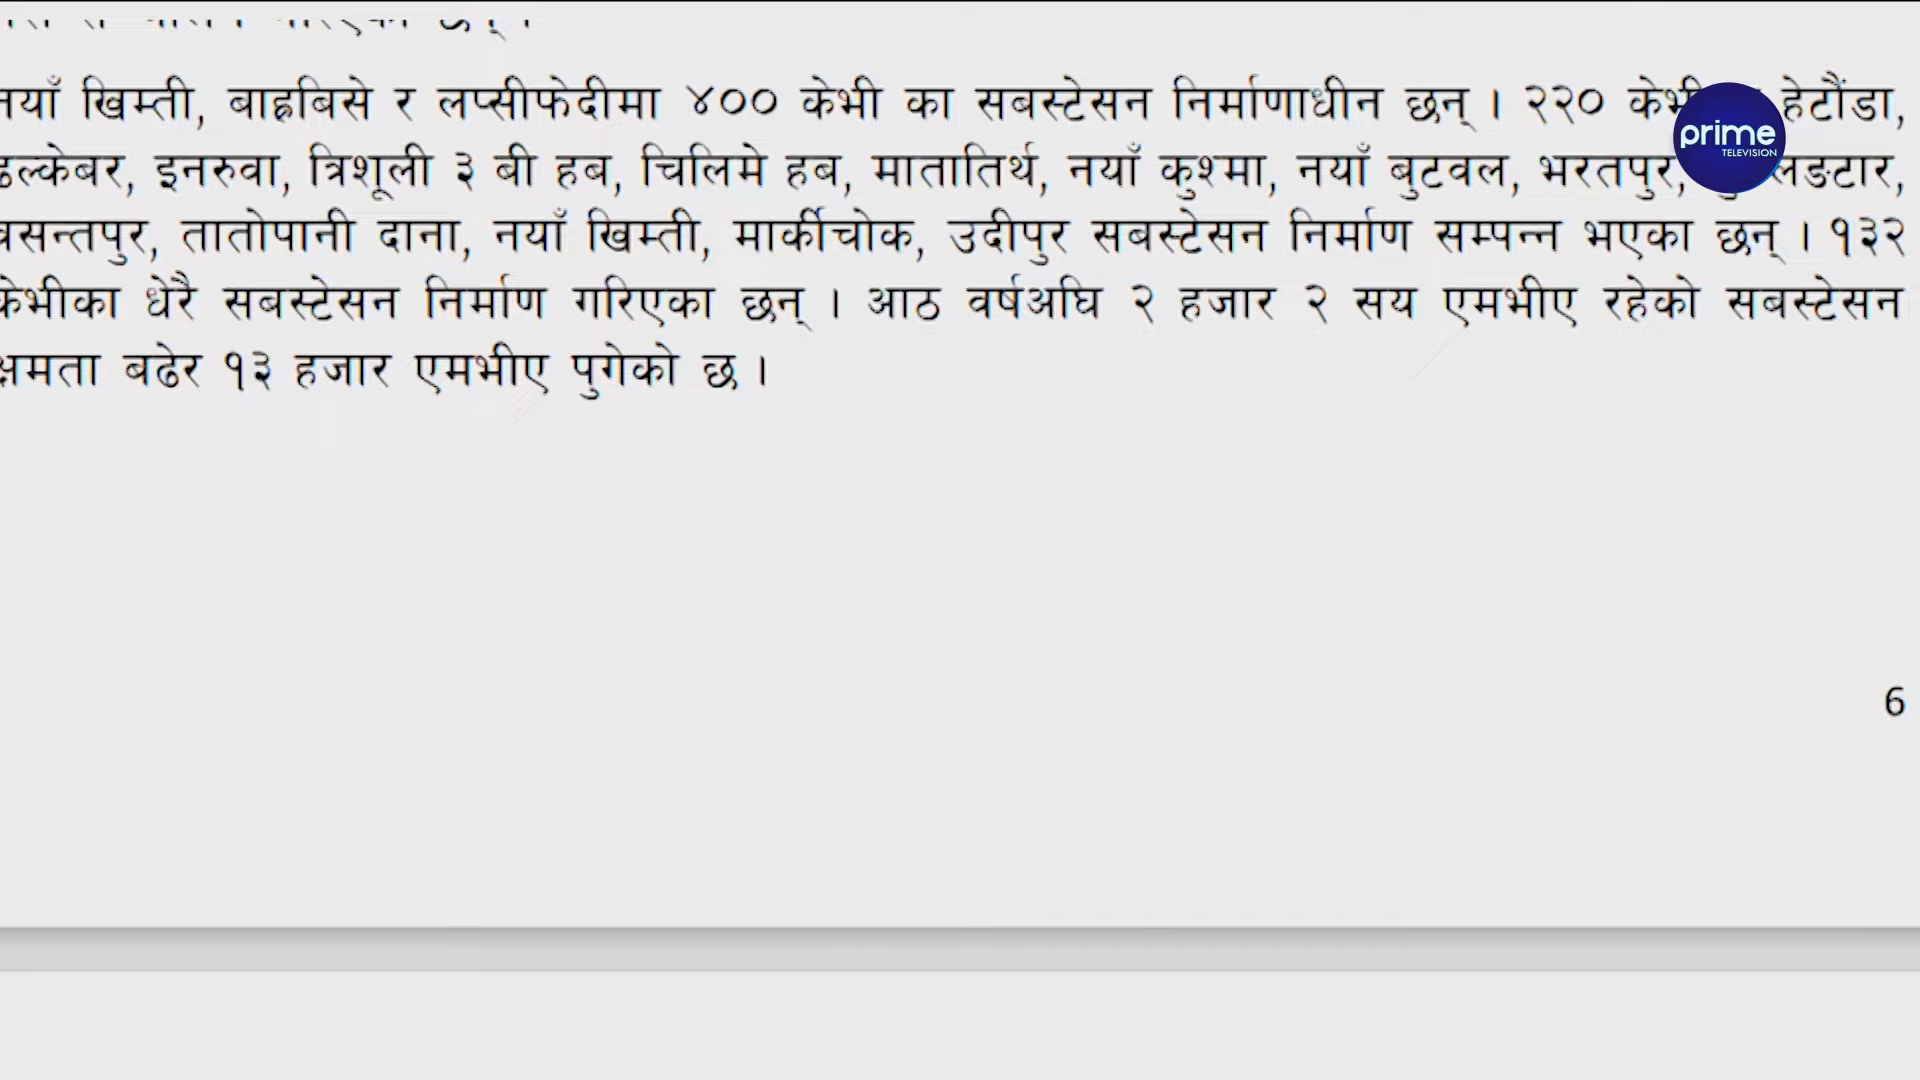 नयाँ खिम्ती, बाह्रबिसे र लप्सीफेदीमा ४०० केभी का सबस्टेसन निर्माणाधीन छन् । २२० हेटौंडा,
prime
TELEVISION
ढल्केबर, इनरुवा, त्रिशूली ३ बी हब, चिलिमे हब, मातातिर्थ, नयाँ कुश्मा, नयाँ बुटवल, भरतपुर,
बसन्तपुर, तातोपानी दाना, नयाँ खिम्ती, मार्कीचोक, उदीपुर सबस्टेसन निर्माण सम्पन्न भएका छन् । १३२
केभीका धेरै सबस्टेसन निर्माण गरिएका छन् । आठ वर्षअघि २ हजार २ सय एमभीए रहेको सबस्टेसन
क्षमता बढेर १३ हजार एमभीए पुगेको छ ।
6